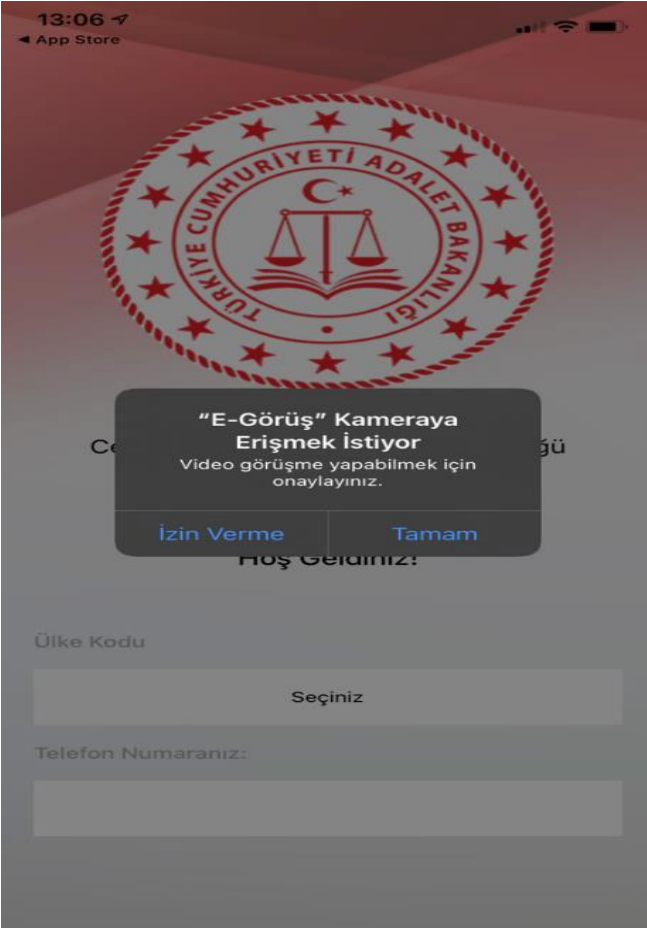 13:06
◀ App Store
TÜRKİYE CUMHURİYETİ ADALET BAKANLIĞI
“E-Görüş” Kameraya
Erişmek İstiyor
Video görüşme yapabilmek için
onaylayınız.
İzin Verme Tamam
Hoş Geldiniz!
Ülke Kodu
Seçiniz
Telefon Numaranız: